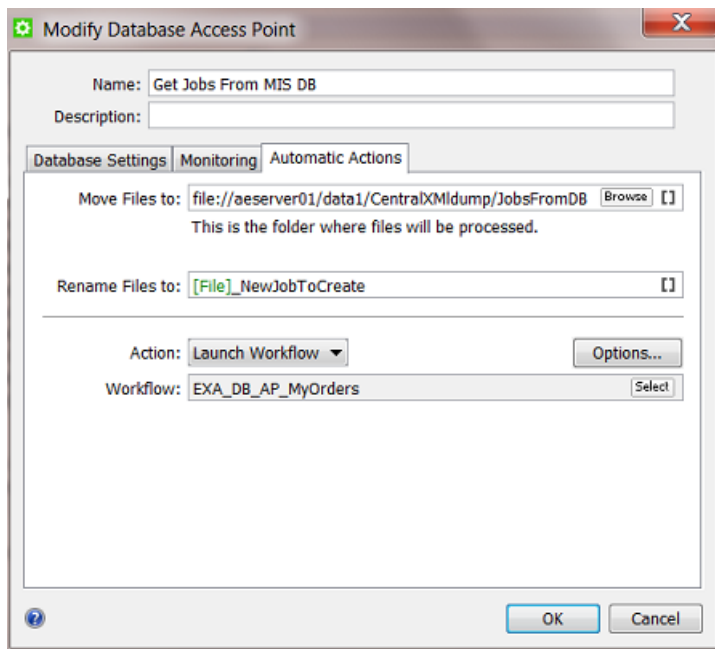 Modify Database Access Point
Name: Get Jobs From MIS DB
Description:
Database Settings Monitoring Automatic Actions
Move Files to: file://aeserver01/data1/CentralXMldump/JobsFromDB Browse []
This is the folder where files will be processed.
Rename Files to: [File]_NewJobToCreate []
Action: Launch Workflow Options...
Workflow: EXA_DB_AP_MyOrders Select
OK Cancel